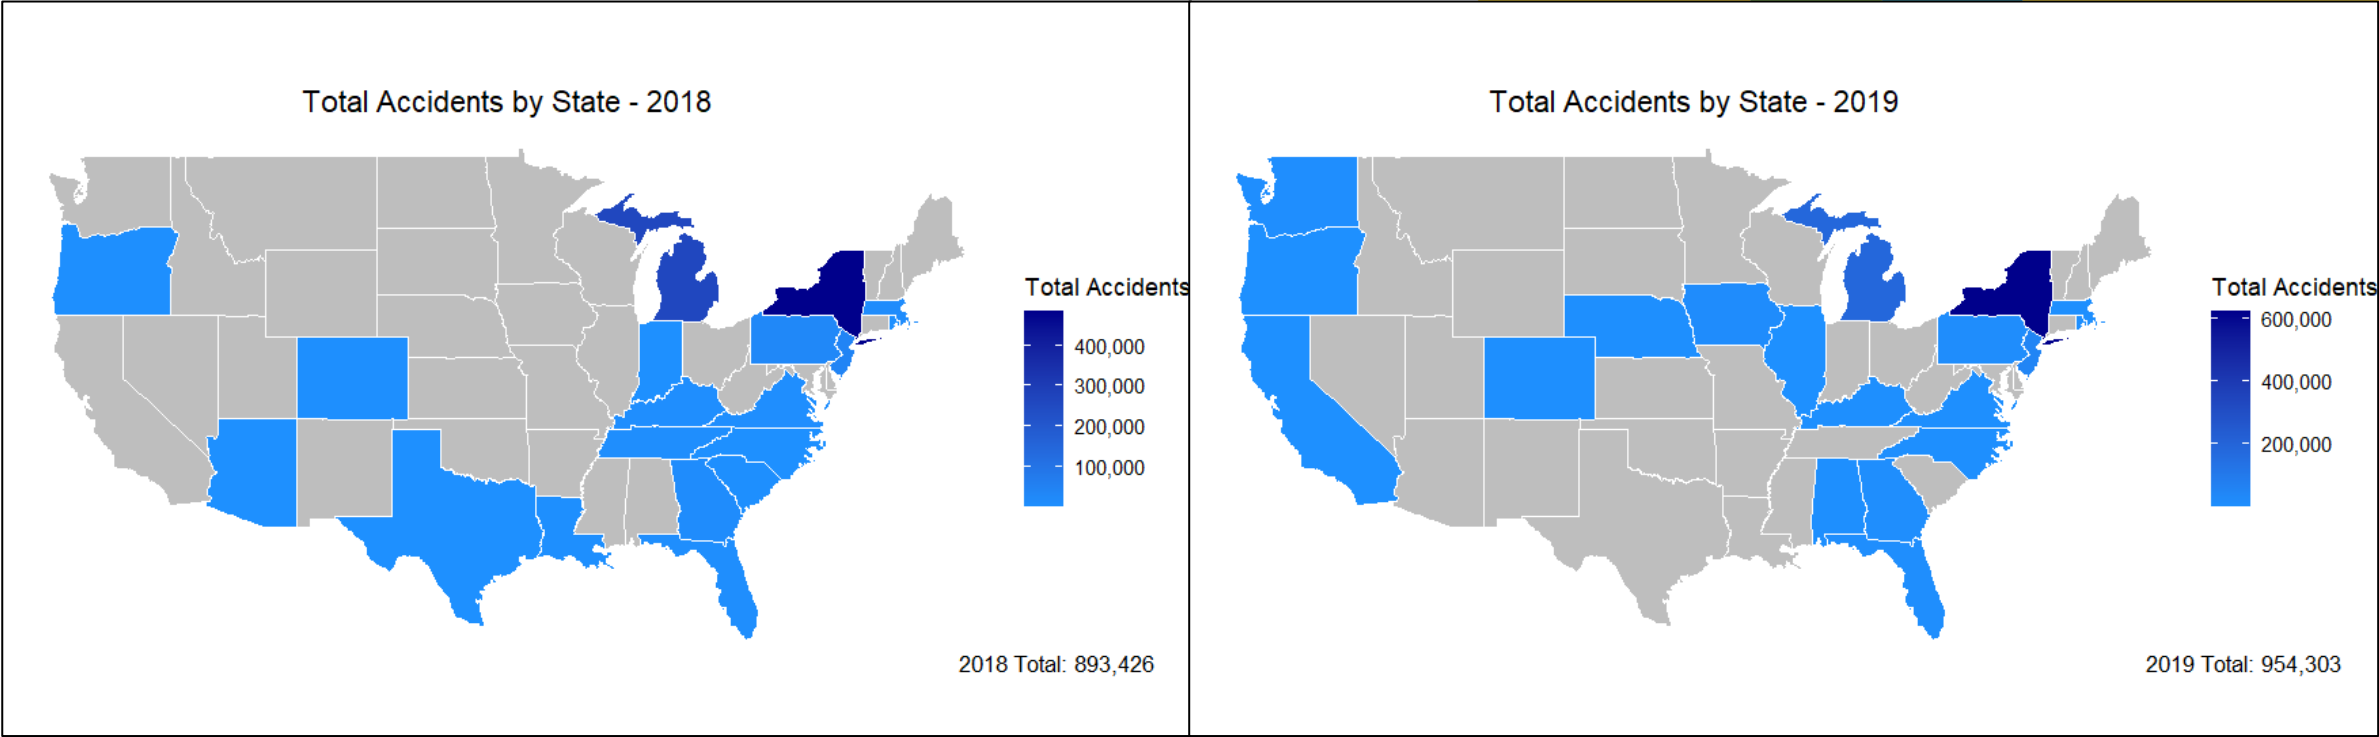 Total Accidents by State - 2018
Total Accidents
400,000
300,000
200,000
100,000
2018 Total: 893,426
Total Accidents by State - 2019
Total Accidents
600,000
400,000
200,000
2019 Total: 954,303